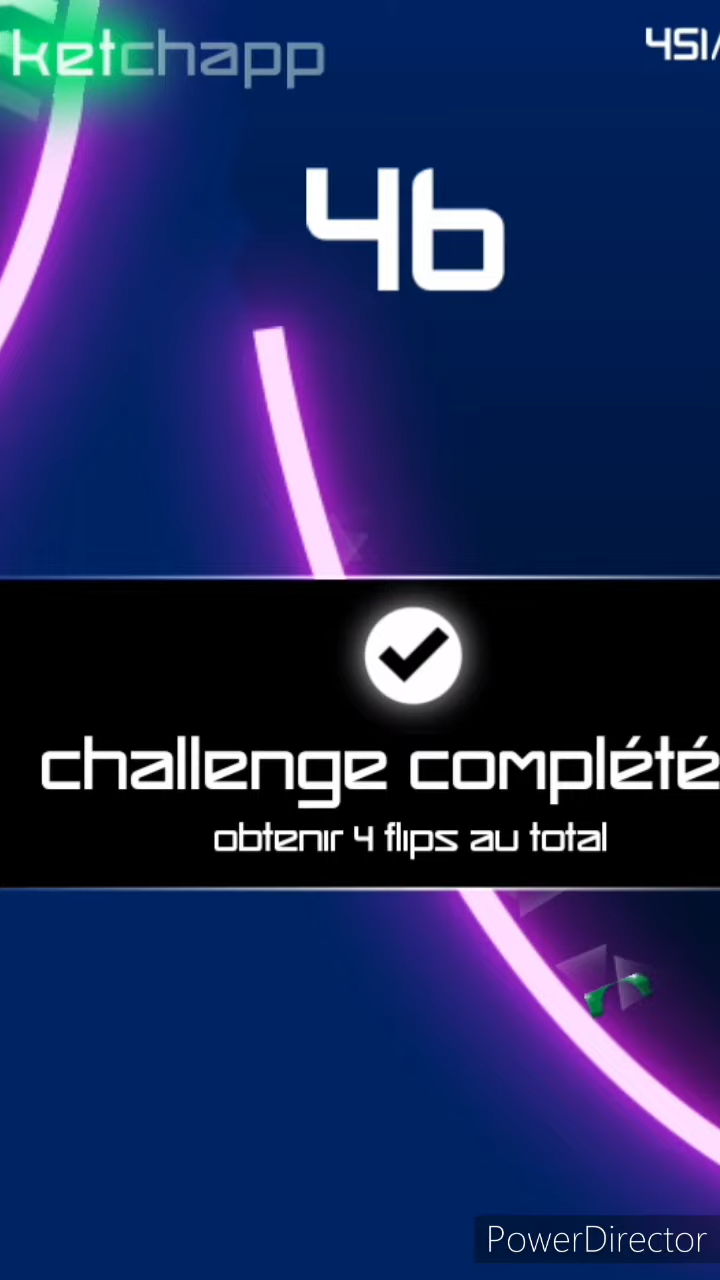 ketchapp
451/
46
challenge complété
obtenir 4 flips au total
PowerDirector